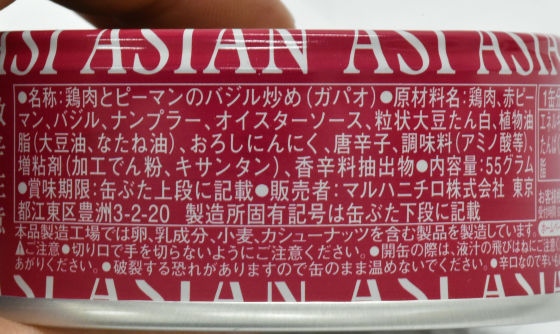 ASI ASIAN ASI ASI
●名称:鶏肉とピーマンのバジル炒め(ガパオ)●原材料名:鶏肉、赤ピー
マン、バジル、ナンプラー、オイスターソース、粒状大豆たん白、植物油
脂(大豆油、なたね油)、おろしにんにく、唐辛子、調味料(アミノ酸等)、
増粘剤(加工でん粉、キサンタン)、香辛料抽出物●内容量:55グラム
●賞味期限:缶ぶた上段に記載●販売者:マルハニチロ株式会社 東京
都江東区豊洲3-2-20 製造所固有記号は缶ぶた下段に記載
本品製造工場では卵、乳成分、小麦、カシューナッツを含む製品を製造しています。
⚠ご注意●切り口で手を切らないようにご注意ください。●開缶の際は、液汁の飛びはねにご注
あがりください。●破裂する恐れがありますので缶のまま温めないでください。●辛口なので辛いも
ASIAN ASI